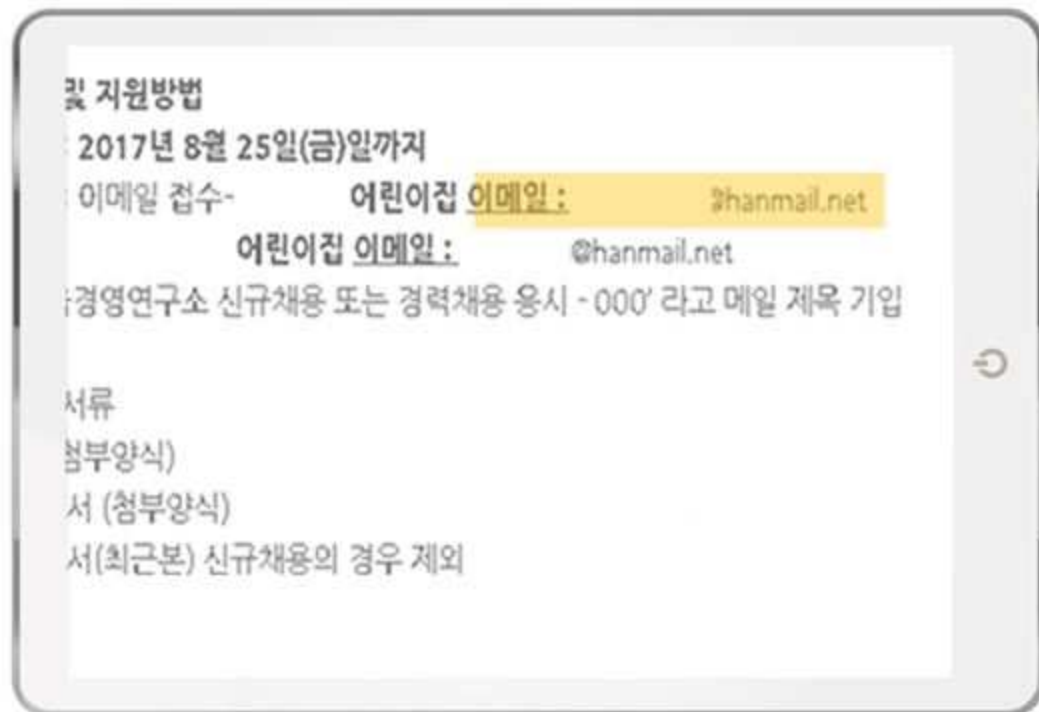 및 지원방법
: 2017년 8월 25일(금)일까지
: 이메일 접수- 어린이집 이메일 : @hanmail.net
어린이집 이메일 : @hanmail.net
경영연구소 신규채용 또는 경력채용 응시 - 000' 라고 메일 제목 기입
서류
첨부양식)
서 (첨부양식)
서(최근본) 신규채용의 경우 제외